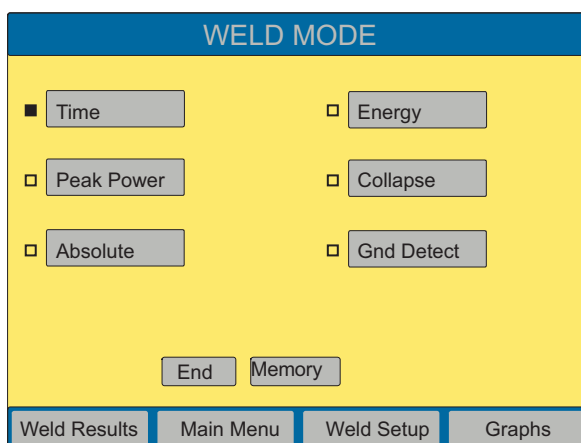 WELD MODE
Time
Energy
Peak Power
Collapse
Absolute
Gnd Detect
End
Memory
Weld Results
Main Menu
Weld Setup
Graphs